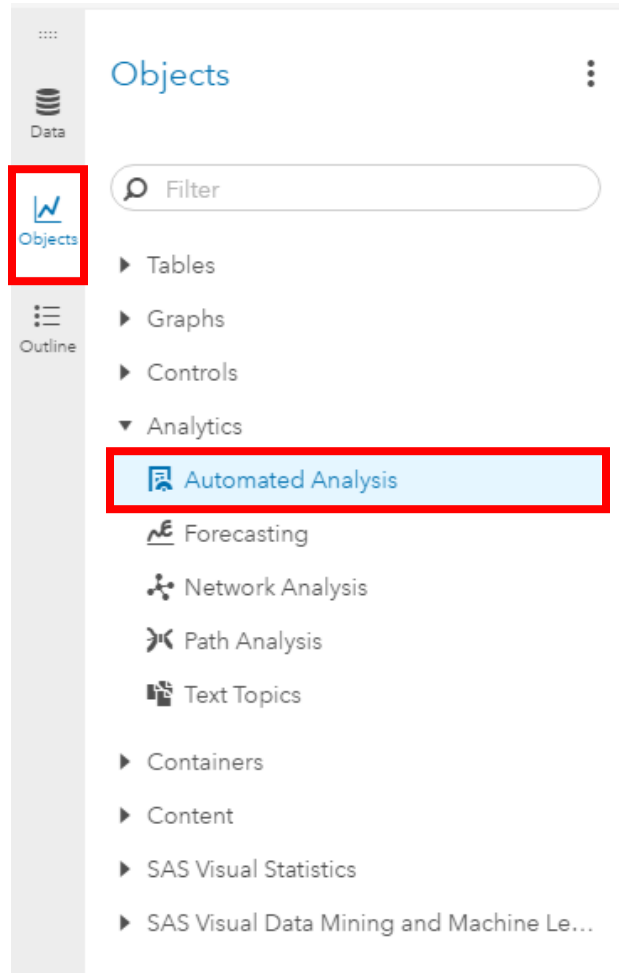 Objects
Data
Filter
Objects
Tables
Graphs
Outline
Controls
Analytics
Automated Analysis
Forecasting
Network Analysis
Path Analysis
Text Topics
Containers
Content
SAS Visual Statistics
SAS Visual Data Mining and Machine Le...